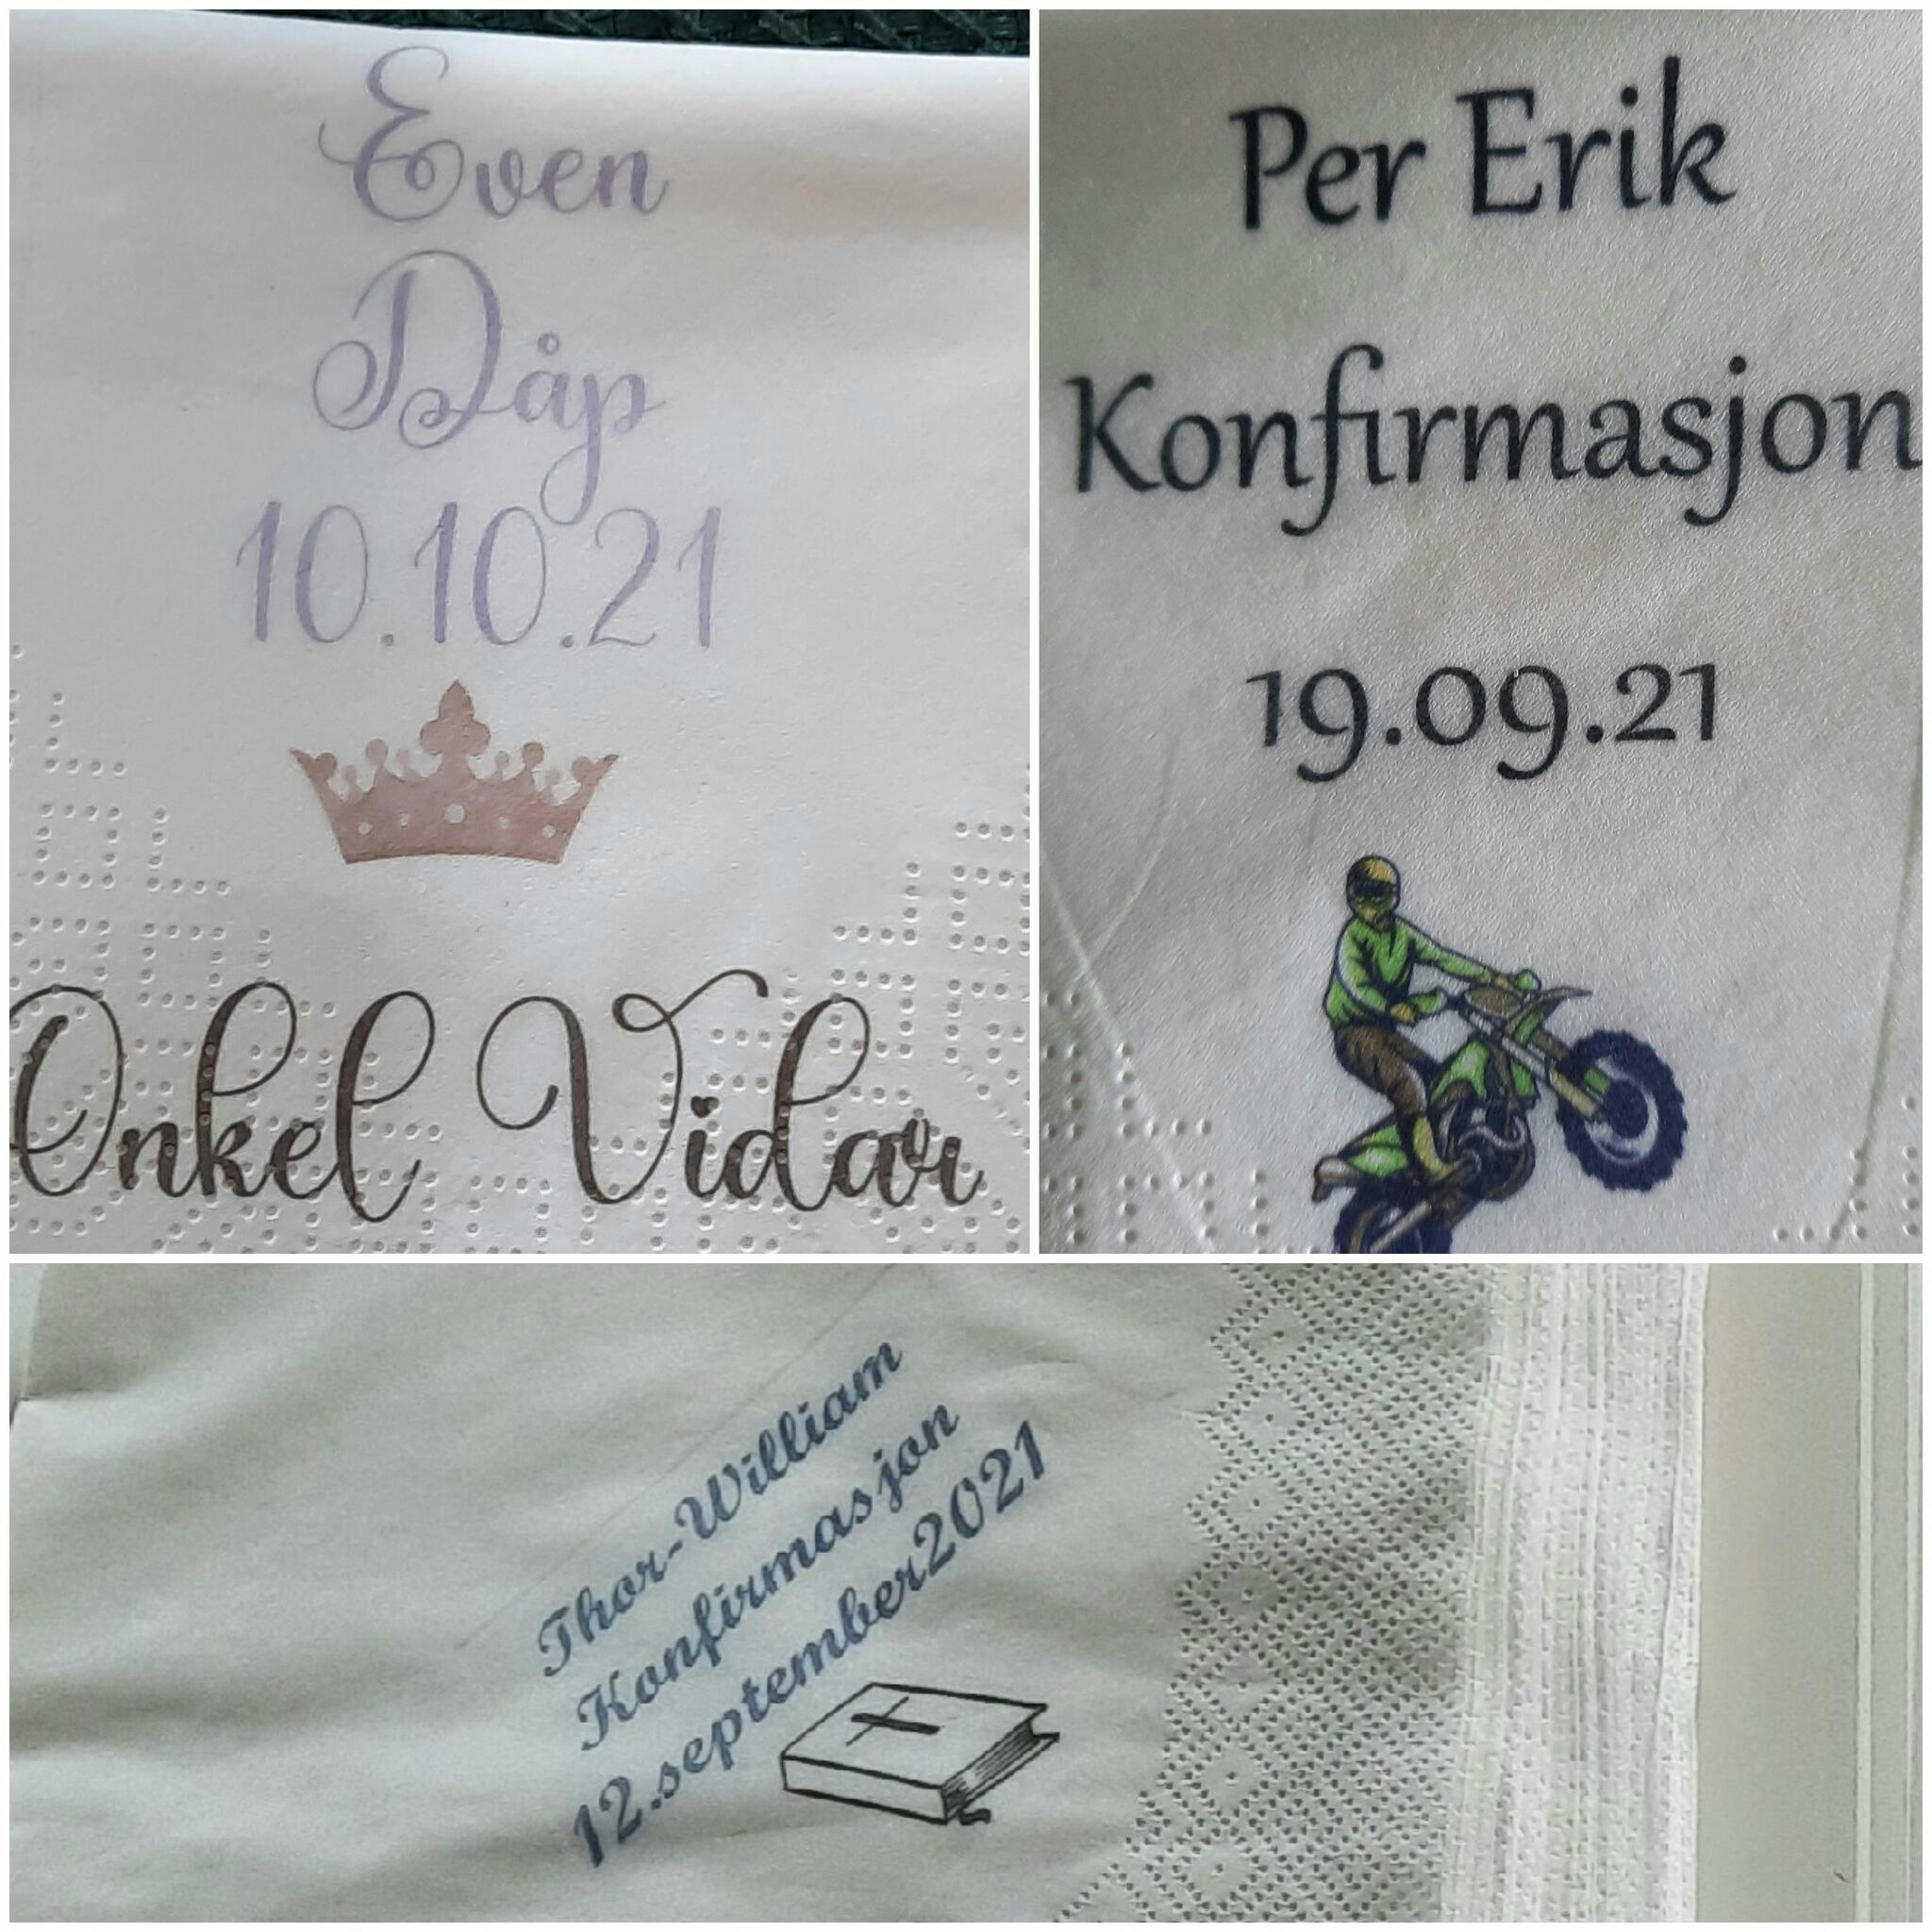 Even
Dåp
10.10.21
Onkel Vidar
Per Erik
Konfirmasjon
19.09.21
Thor-William
Konfirmasjon
12.september2021